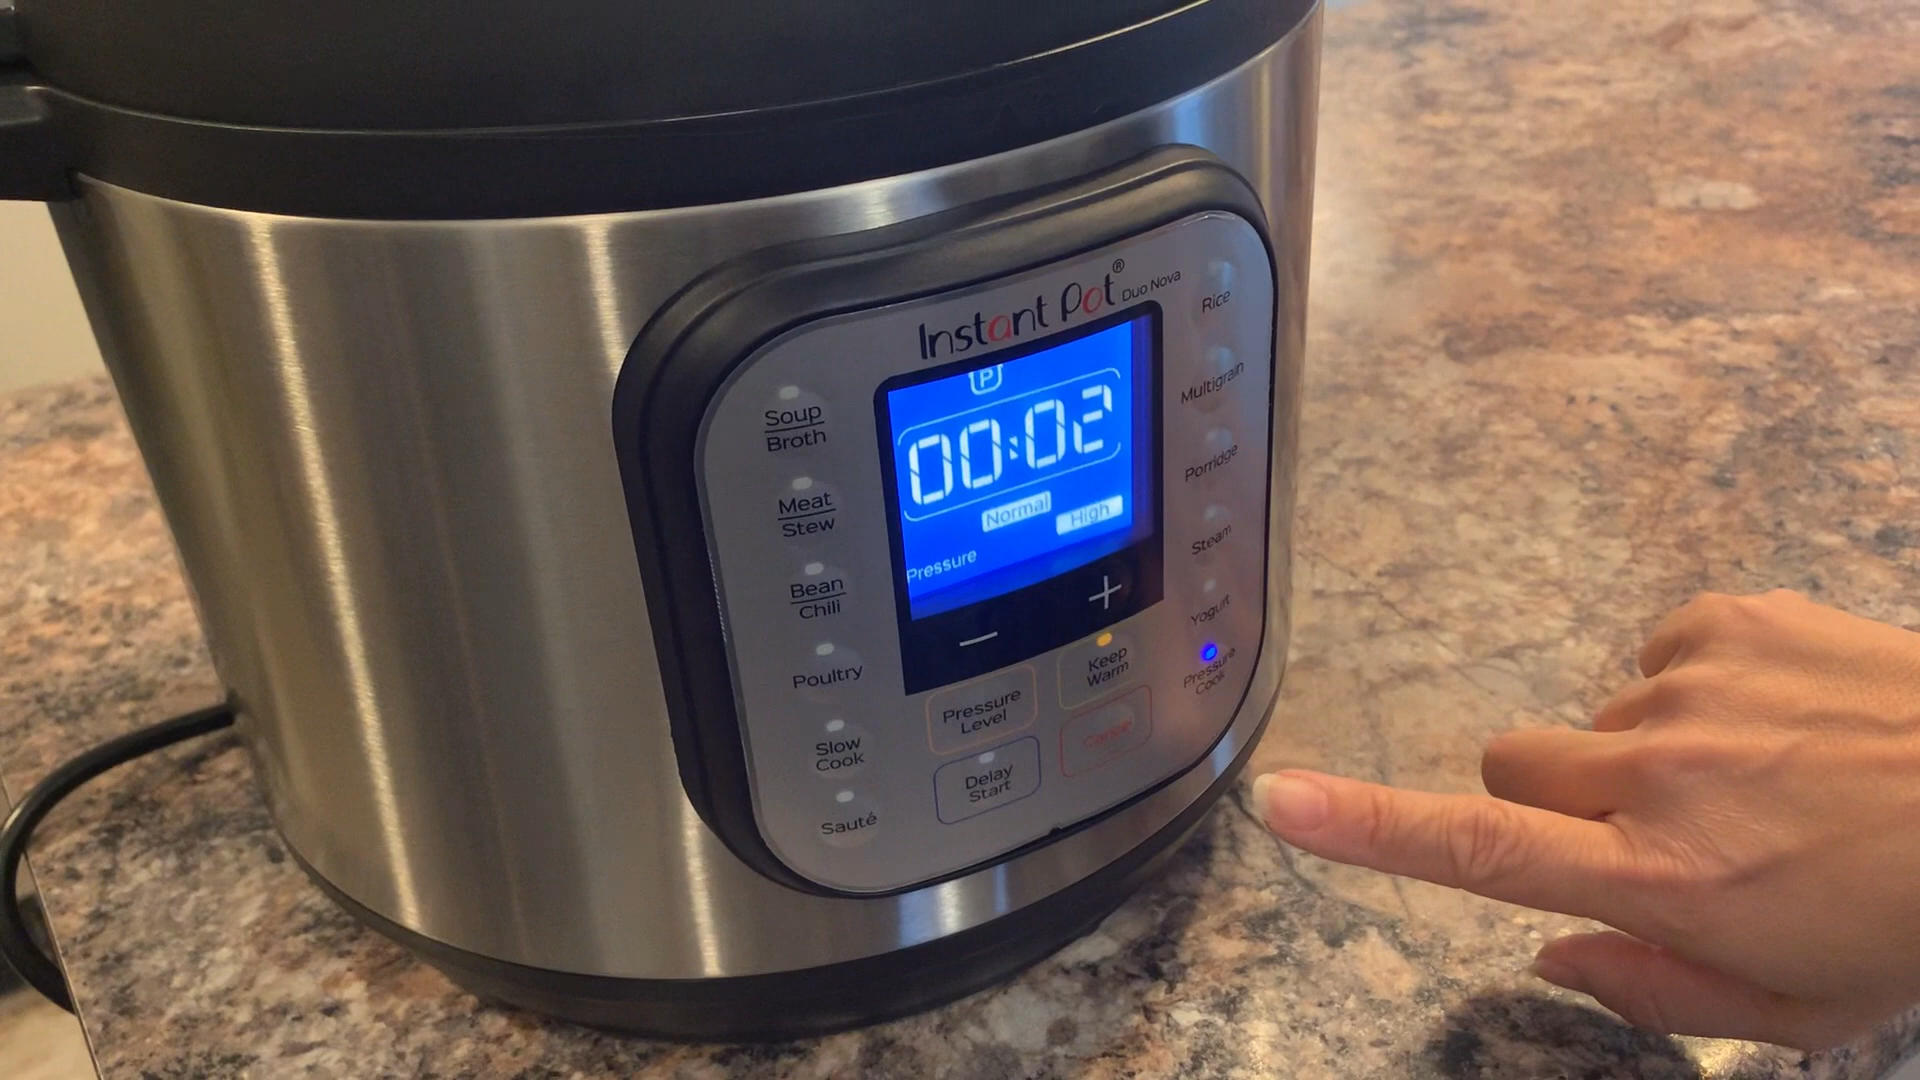 Instant Pot® Duo Nova
P
00:02
Normal
High
Pressure
−
+
Soup
Broth
Meat
Stew
Bean
Chili
Poultry
Slow
Cook
Sauté
Pressure
Level
Keep
Warm
Delay
Start
Cancel
Rice
Multigrain
Porridge
Steam
Yogurt
Pressure
Cook